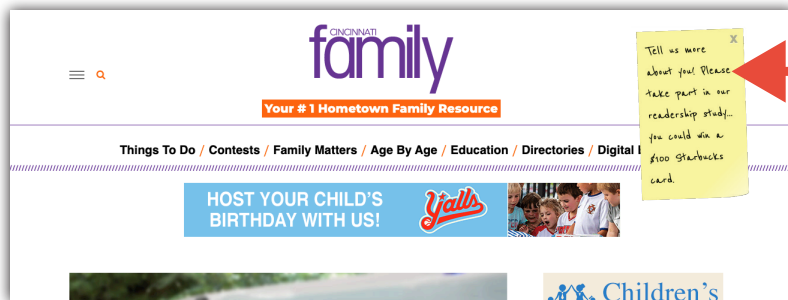 CINCINNATI
family
Your # 1 Hometown Family Resource
Things To Do / Contests / Family Matters / Age By Age / Education / Directories / Digital
HOST YOUR CHILD'S
BIRTHDAY WITH US!
y'alls
Tell us more
about you! Please
take part in our
readership study...
you could win a
$100 Starbucks
card.
X
Children's